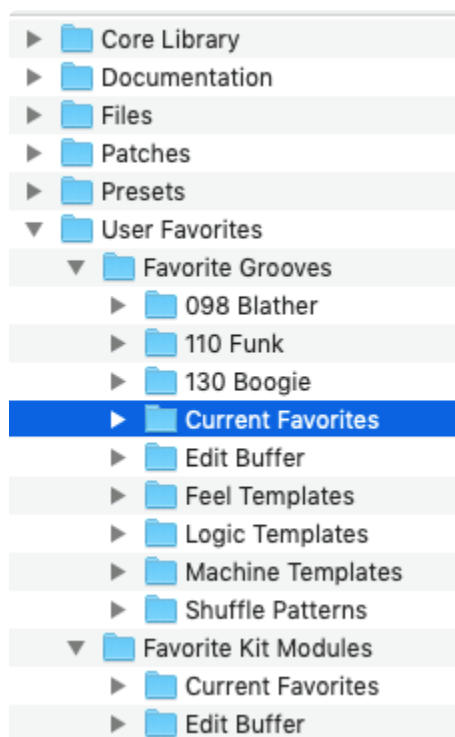 Core Library
Documentation
Files
Patches
Presets
User Favorites
Favorite Grooves
098 Blather
110 Funk
130 Boogie
Current Favorites
Edit Buffer
Feel Templates
Logic Templates
Machine Templates
Shuffle Patterns
Favorite Kit Modules
Current Favorites
Edit Buffer